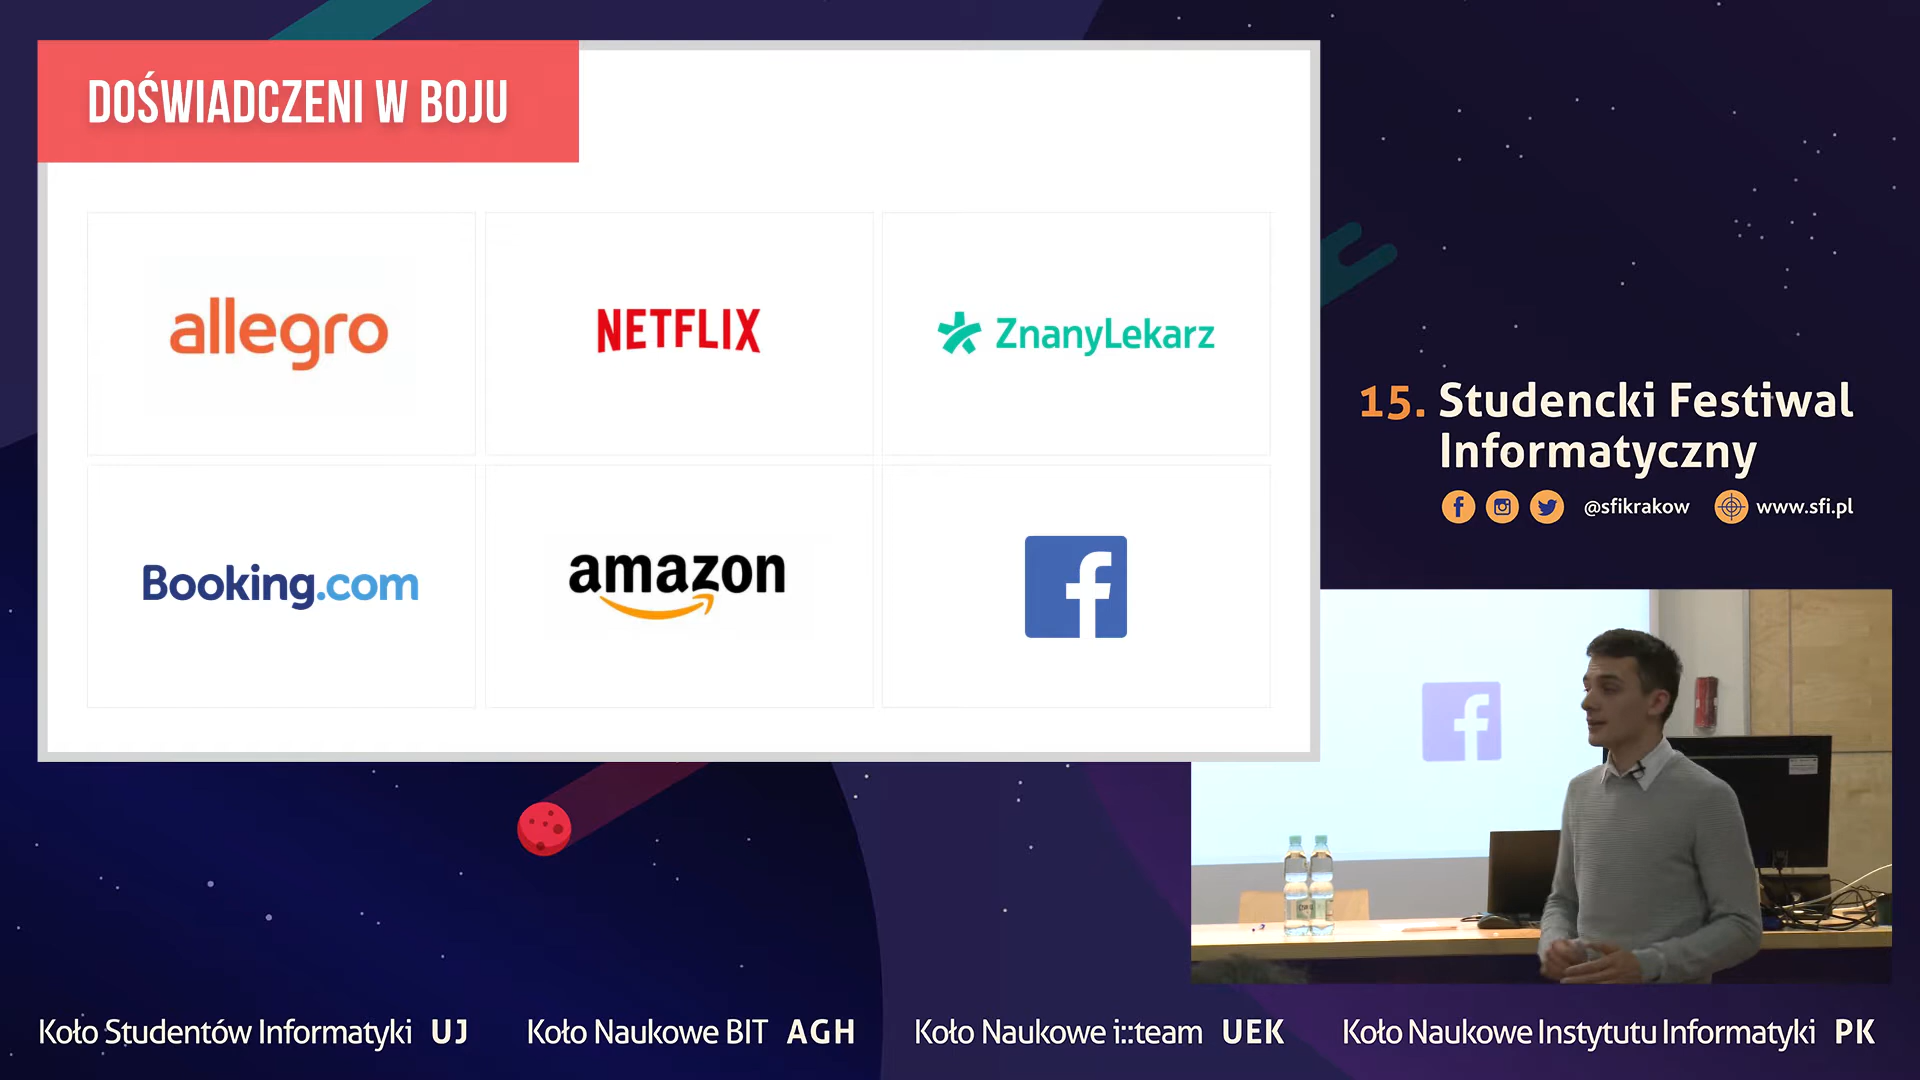 DOŚWIADCZENI W BOJU
allegro
NETFLIX
ZnanyLekarz
Booking.com
amazon
15. Studencki Festiwal
Informatyczny
@sfikrakow
www.sfi.pl
Koło Studentów Informatyki UJ
Koło Naukowe BIT AGH
Koło Naukowe i::team UEK
Koło Naukowe Instytutu Informatyki PK